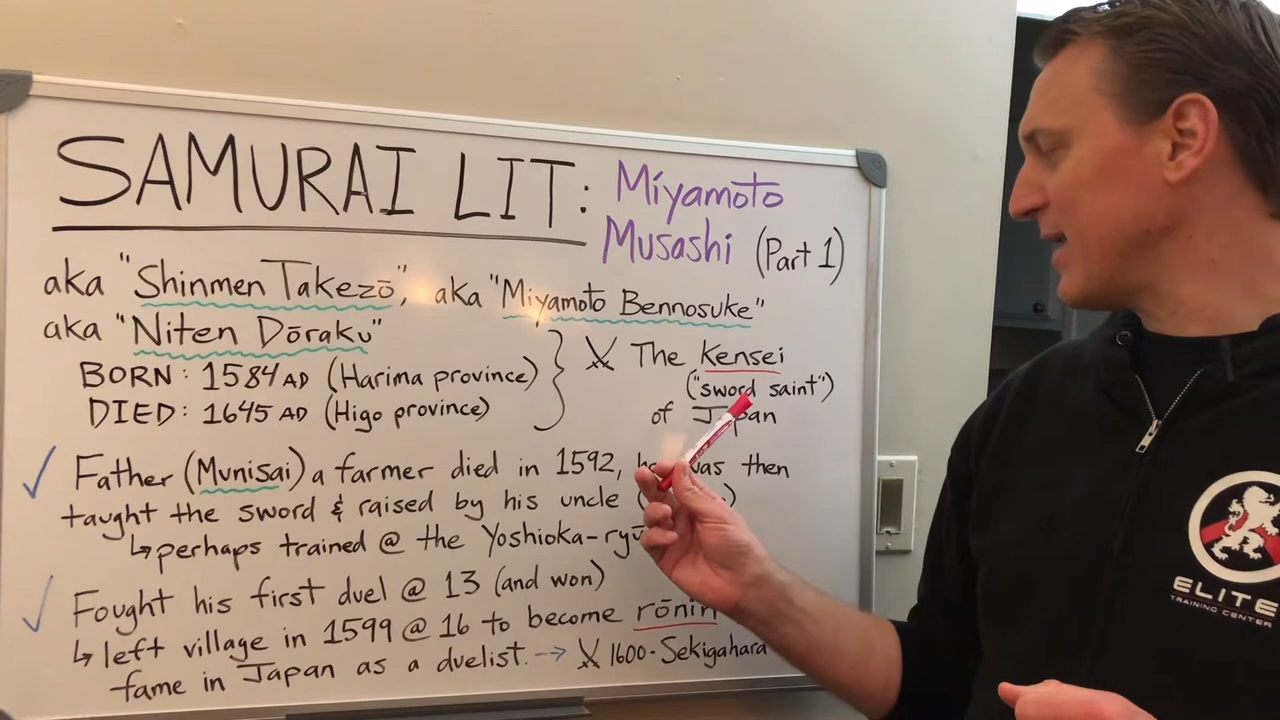 SAMURAI LIT: Miyamoto
Musashi (Part 1)
aka "Shinmen Takezō", aka "Miyamoto Bennosuke"
aka "Niten Dōraku"
BORN: 1584 AD (Harima province)
DIED: 1645 AD (Higo province)
The Kensei
("sword saint")
of Japan
Father (Munisai) a farmer died in 1592, was then
taught the sword & raised by his uncle
↳ perhaps trained @ the Yoshioka-ryū
Fought his first duel @ 13 (and won)
↳ left village in 1599 @ 16 to become rōnin
fame in Japan as a duelist. --> 1600-Sekigahara
ELITE
TRAINING CENTER